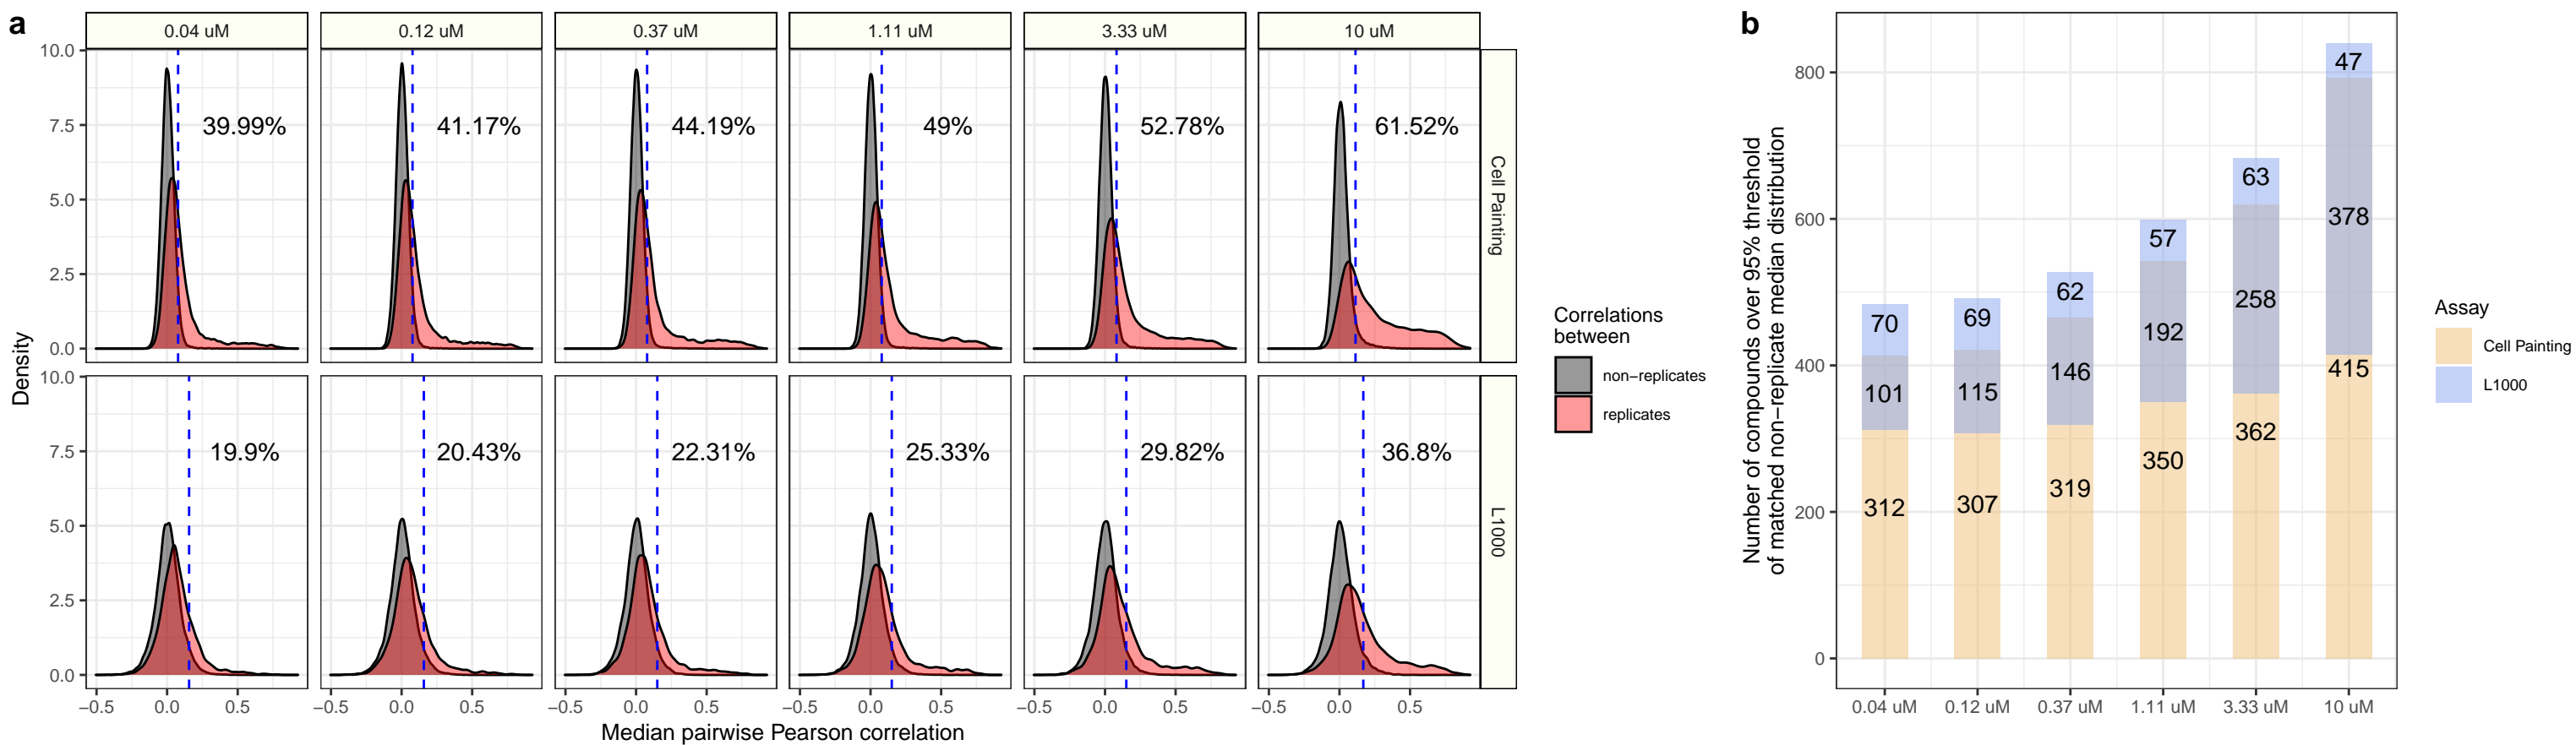 a
0.04 uM
0.12 uM
0.37 uM
1.11 uM
3.33 uM
10 uM
Density
10.0
7.5
5.0
2.5
0.0
39.99%
41.17%
44.19%
49%
52.78%
61.52%
Cell Painting
10.0
7.5
5.0
2.5
0.0
19.9%
20.43%
22.31%
25.33%
29.82%
36.8%
L1000
−0.5 0.0 0.5
−0.5 0.0 0.5
−0.5 0.0 0.5
−0.5 0.0 0.5
−0.5 0.0 0.5
−0.5 0.0 0.5
Median pairwise Pearson correlation
Correlations
between
non−replicates
replicates
b
Number of compounds over 95% threshold
of matched non−replicate median distribution
800
600
400
200
0
70
101
312
69
115
307
62
146
319
57
192
350
63
258
362
47
378
415
0.04 uM
0.12 uM
0.37 uM
1.11 uM
3.33 uM
10 uM
Assay
Cell Painting
L1000